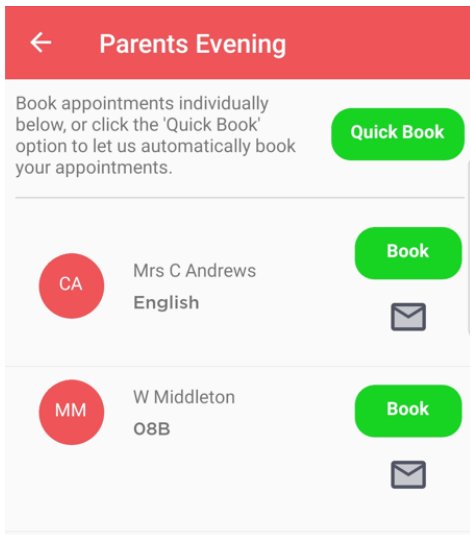 Parents Evening
Book appointments individually
below, or click the 'Quick Book'
option to let us automatically book
your appointments.
Quick Book
CA
Mrs C Andrews
English
Book
MM
W Middleton
08B
Book